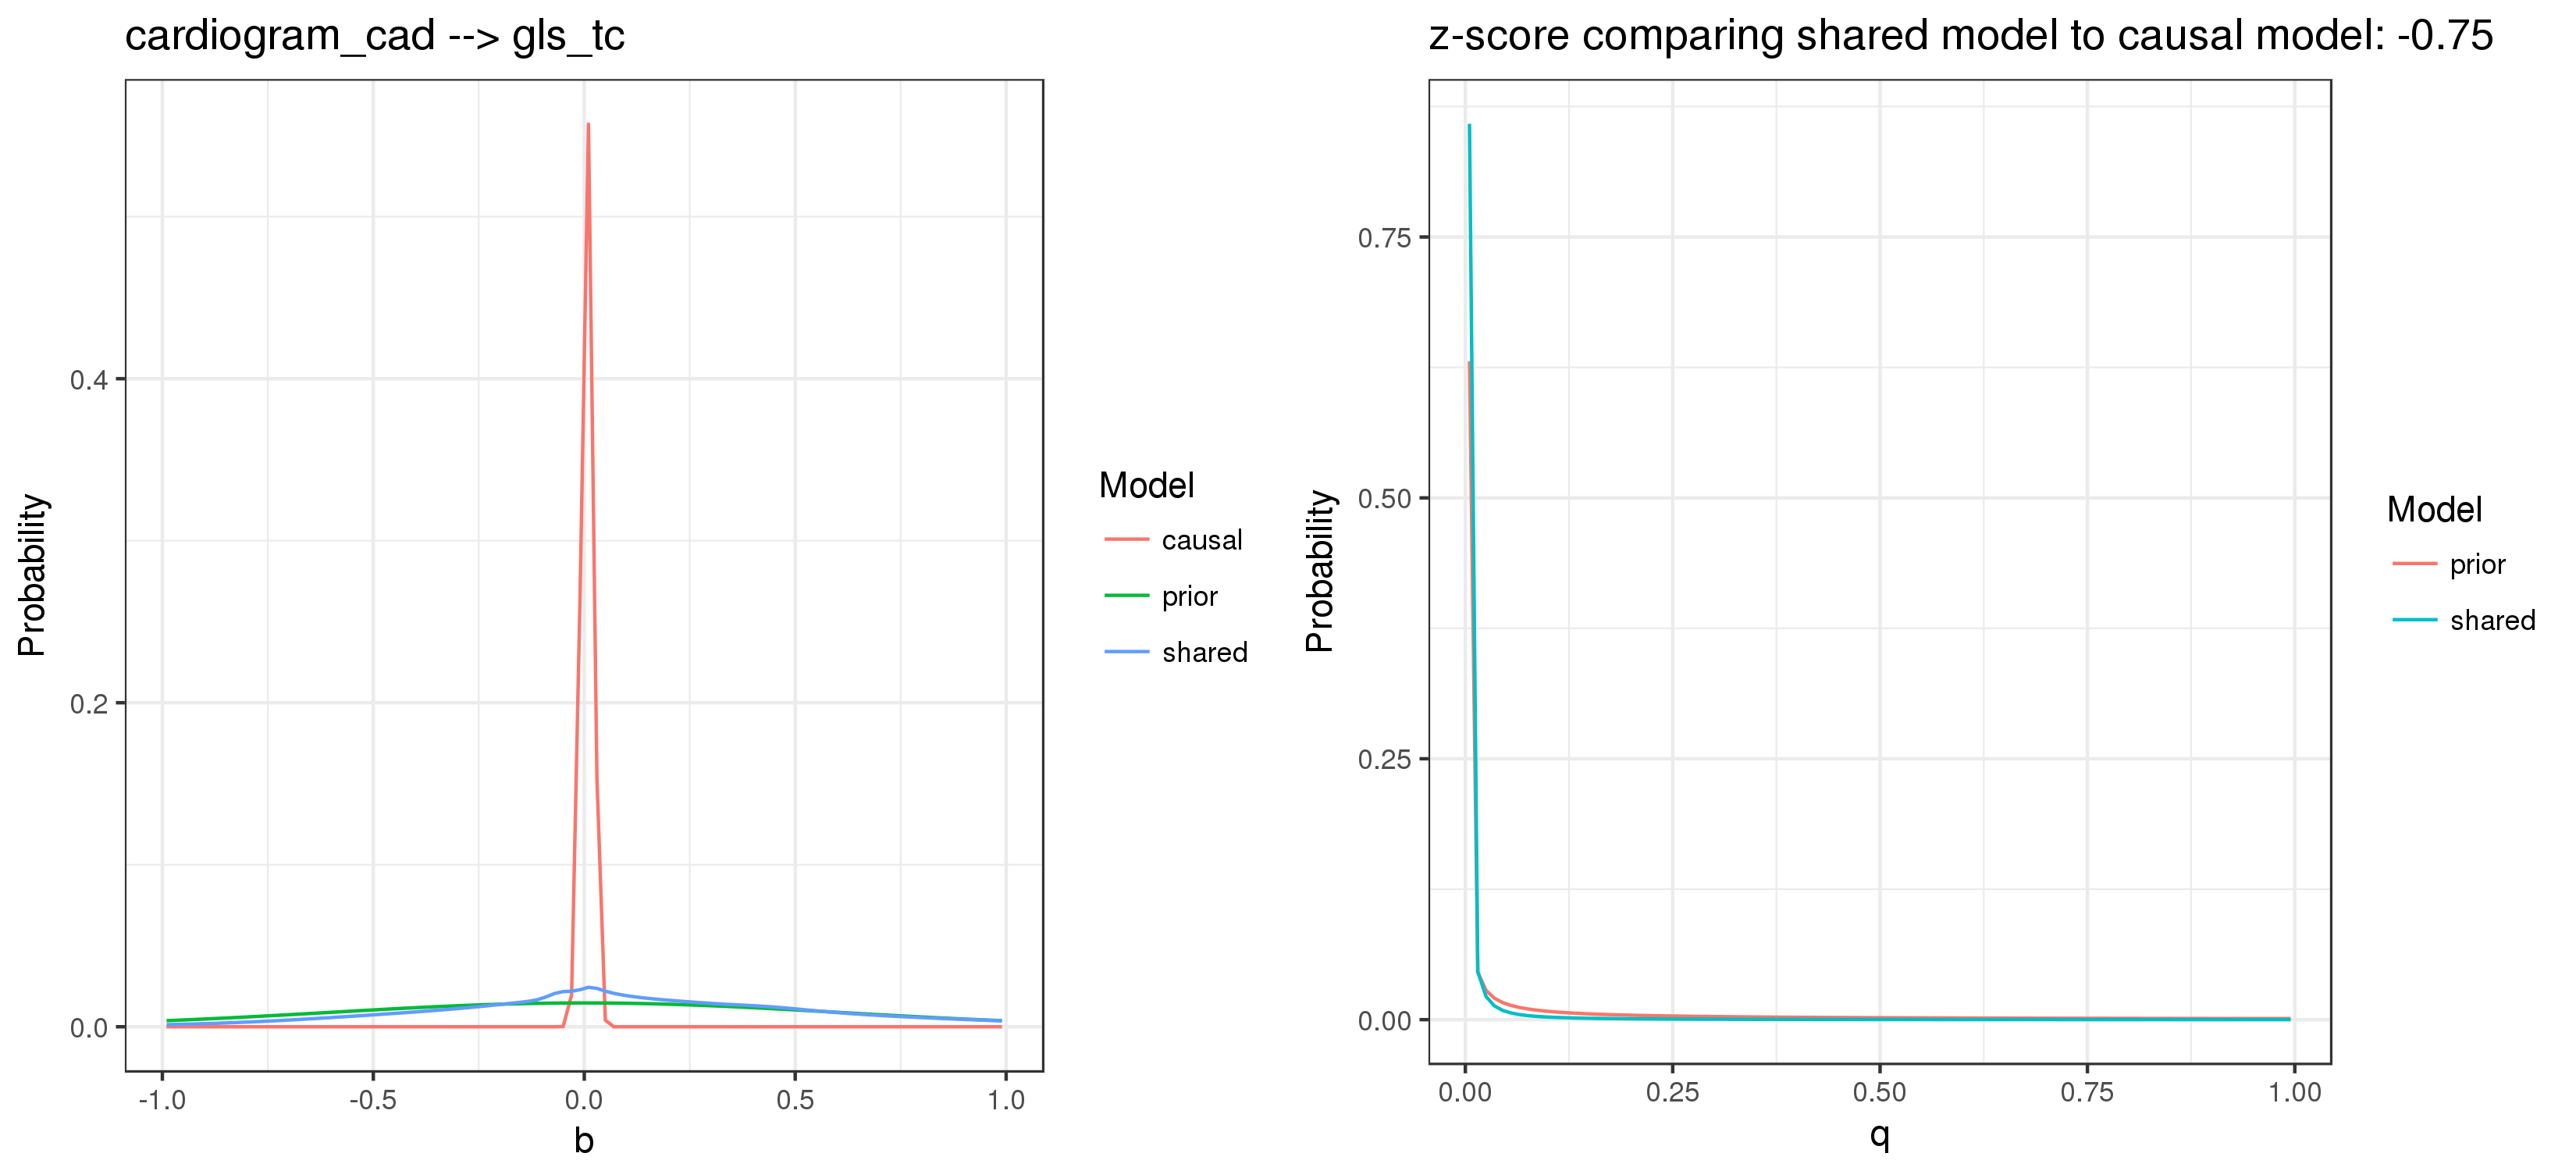 cardiogram_cad --> gls_tc
Probability
0.4
0.2
0.0
-1.0 -0.5 0.0 0.5 1.0
b
Model
causal
prior
shared
z-score comparing shared model to causal model: -0.75
Probability
0.75
0.50
0.25
0.00
0.00 0.25 0.50 0.75 1.00
q
Model
prior
shared